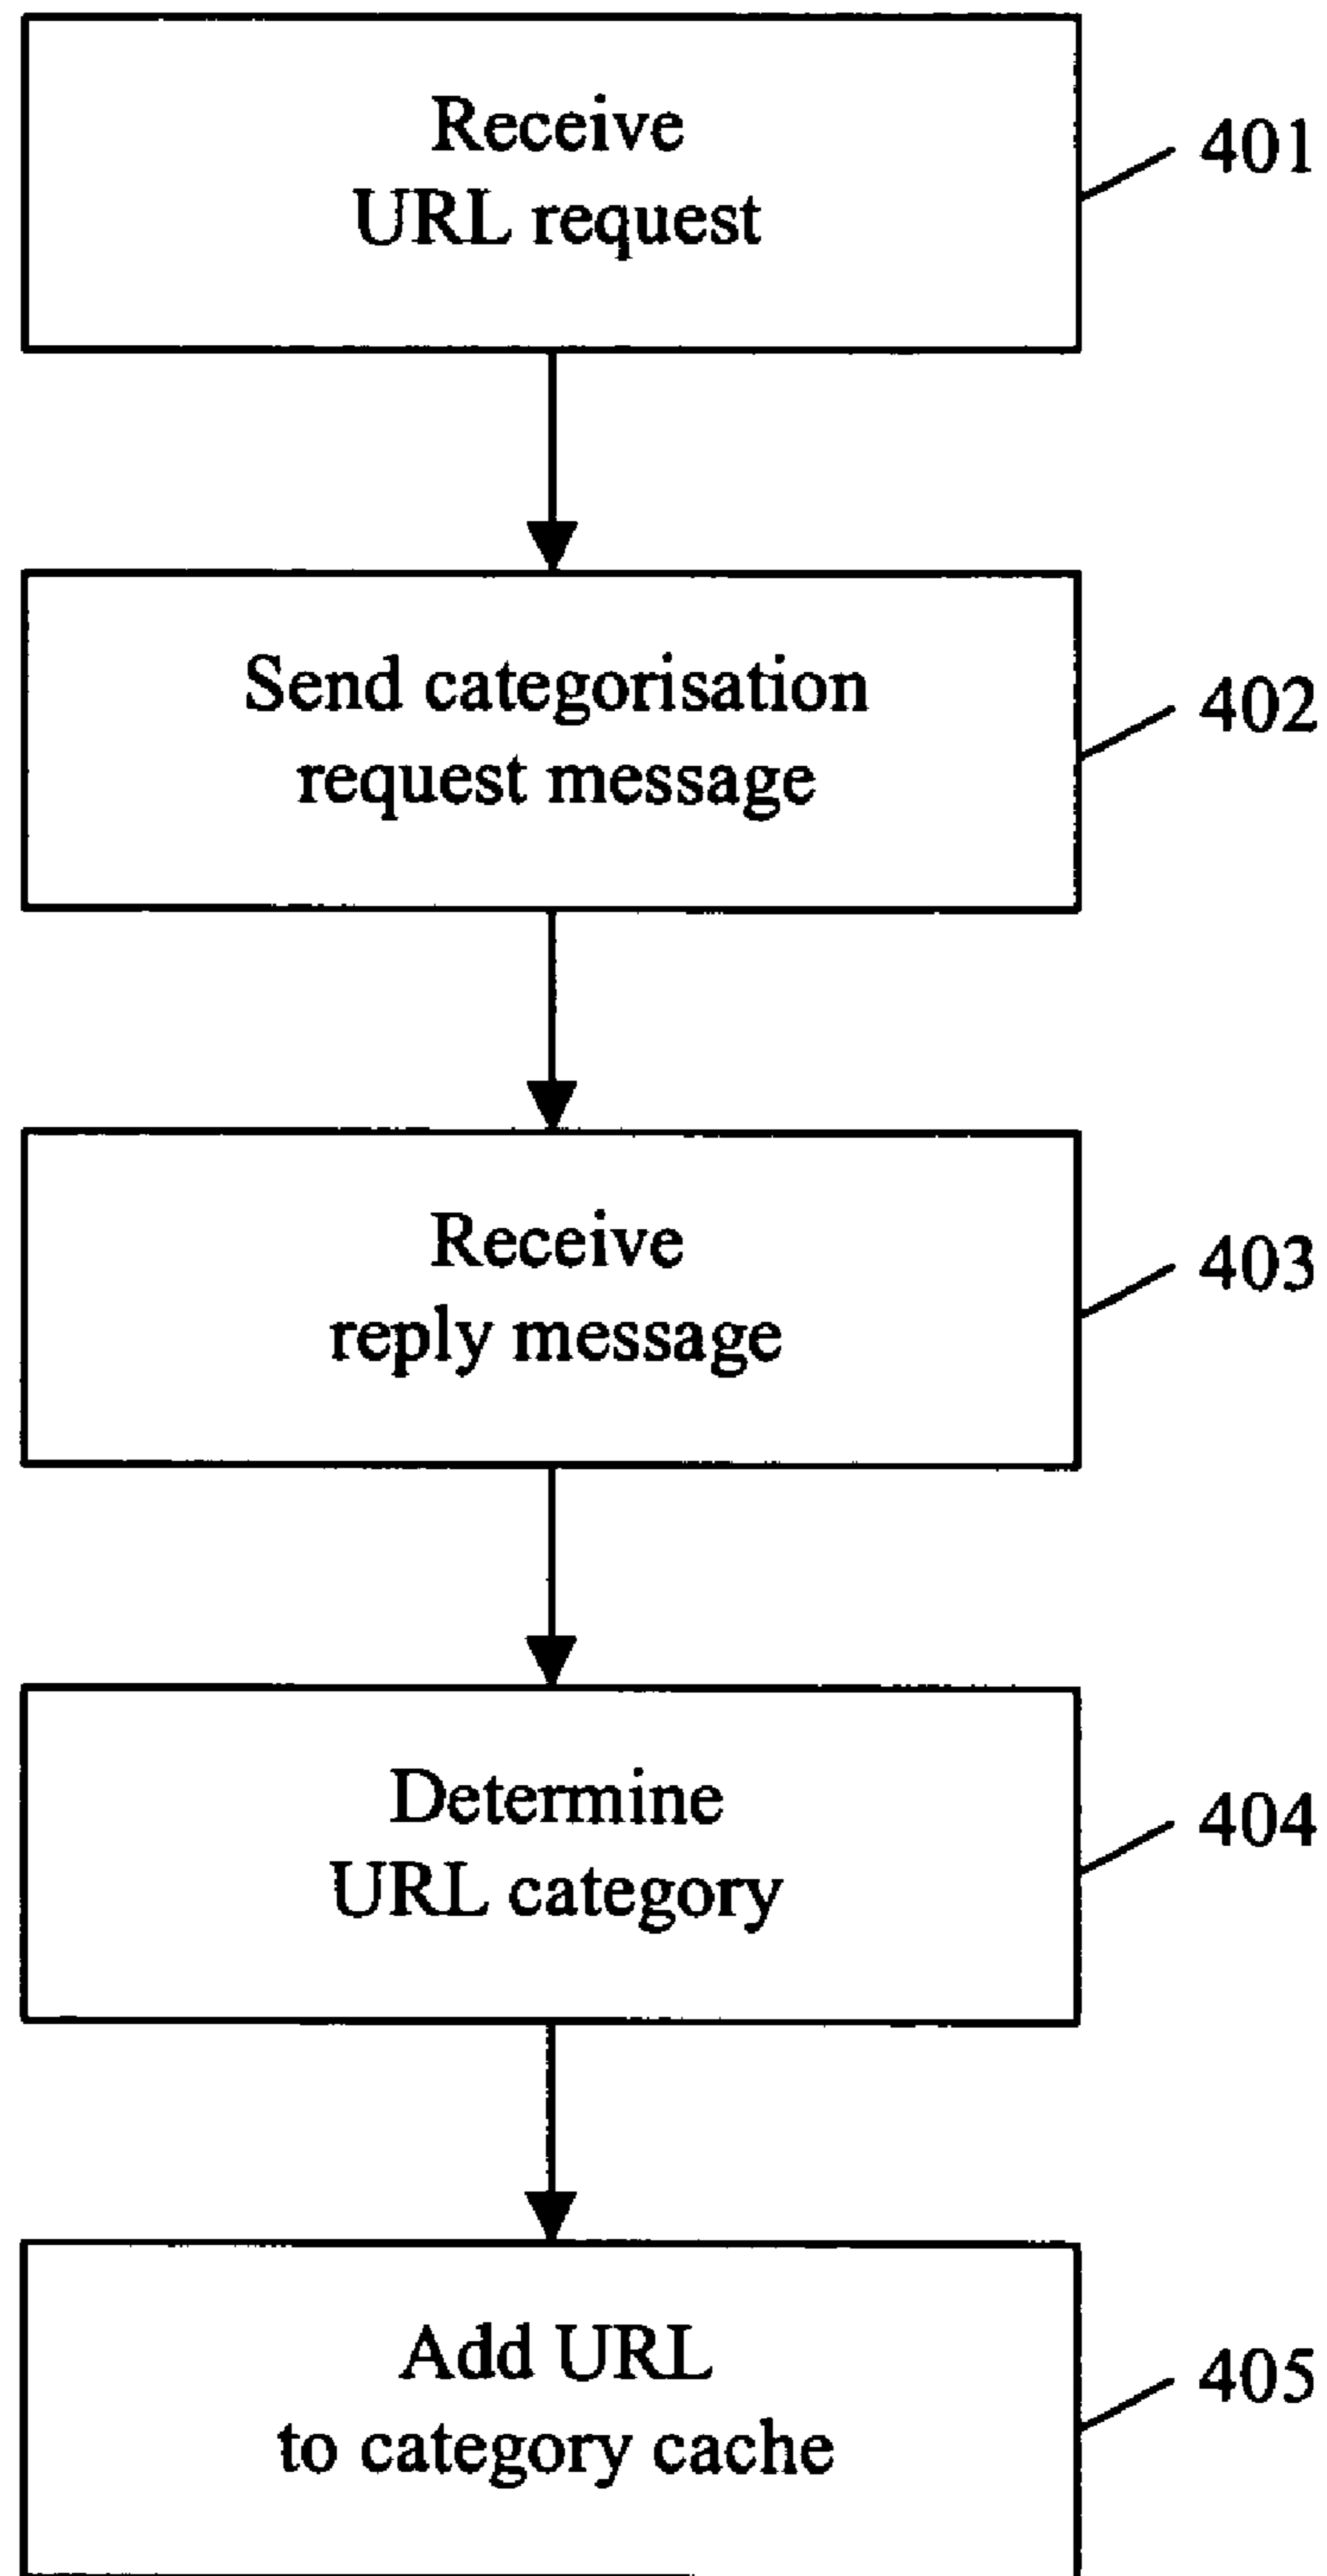 Receive
URL request
401
Send categorisation
request message
402
Receive
reply message
403
Determine
URL category
404
Add URL
to category cache
405